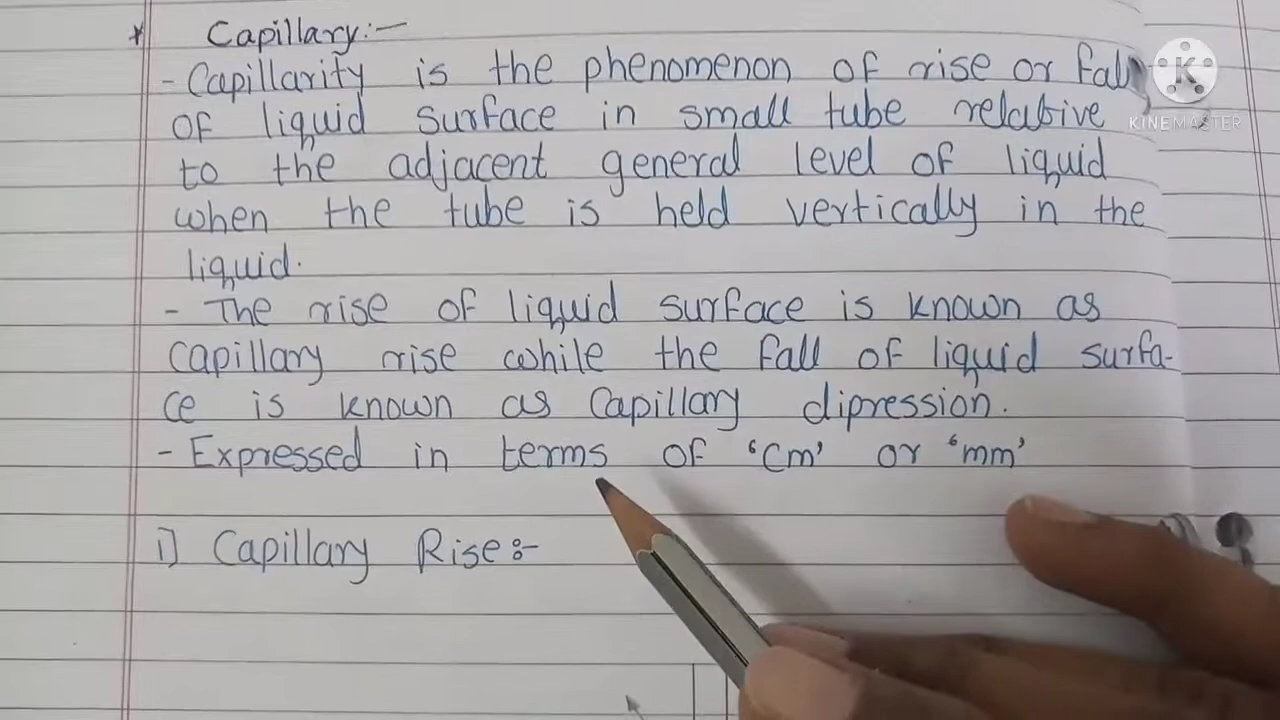 * Capillary:-
- Capillarity is the phenomenon of rise or fall
of liquid surface in small tube relative
to the adjacent general level of liquid
when the tube is held vertically in the
liquid.
- The rise of liquid surface is known as
capillary rise while the fall of liquid surfa-
ce is known as capillary dipression.
- Expressed in terms of 'Cm' or 'mm'
i) Capillary Rise:-
K
KINEMASTER